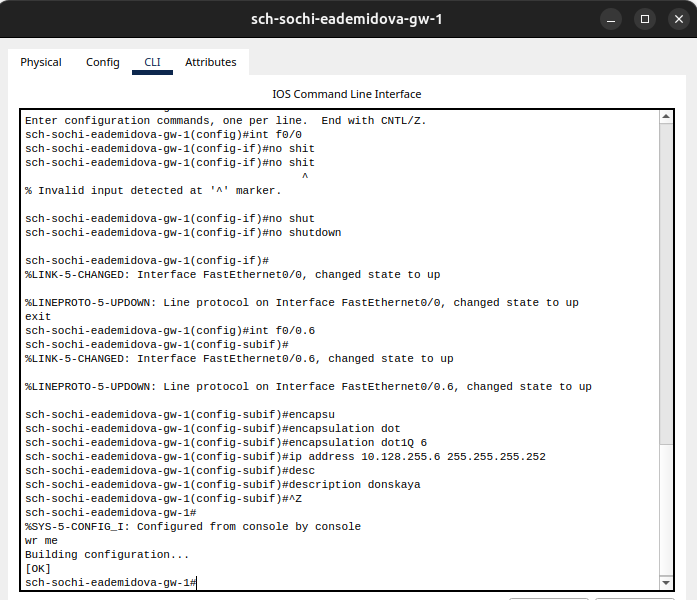 sch-sochi-eademidova-gw-1
Physical Config CLI Attributes
IOS Command Line Interface
Enter configuration commands, one per line.  End with CNTL/Z.
sch-sochi-eademidova-gw-1(config)#int f0/0
sch-sochi-eademidova-gw-1(config-if)#no shit
sch-sochi-eademidova-gw-1(config-if)#no shit
^
% Invalid input detected at '^' marker.
sch-sochi-eademidova-gw-1(config-if)#no shut
sch-sochi-eademidova-gw-1(config-if)#no shutdown
sch-sochi-eademidova-gw-1(config-if)#
%LINK-5-CHANGED: Interface FastEthernet0/0, changed state to up
%LINEPROTO-5-UPDOWN: Line protocol on Interface FastEthernet0/0, changed state to up
exit
sch-sochi-eademidova-gw-1(config)#int f0/0.6
sch-sochi-eademidova-gw-1(config-subif)#
%LINK-5-CHANGED: Interface FastEthernet0/0.6, changed state to up
%LINEPROTO-5-UPDOWN: Line protocol on Interface FastEthernet0/0.6, changed state to up
sch-sochi-eademidova-gw-1(config-subif)#encapsu
sch-sochi-eademidova-gw-1(config-subif)#encapsulation dot
sch-sochi-eademidova-gw-1(config-subif)#encapsulation dot1Q 6
sch-sochi-eademidova-gw-1(config-subif)#ip address 10.128.255.6 255.255.255.252
sch-sochi-eademidova-gw-1(config-subif)#desc
sch-sochi-eademidova-gw-1(config-subif)#description donskaya
sch-sochi-eademidova-gw-1(config-subif)#^Z
sch-sochi-eademidova-gw-1#
%SYS-5-CONFIG_I: Configured from console by console
wr me
Building configuration...
[OK]
sch-sochi-eademidova-gw-1#